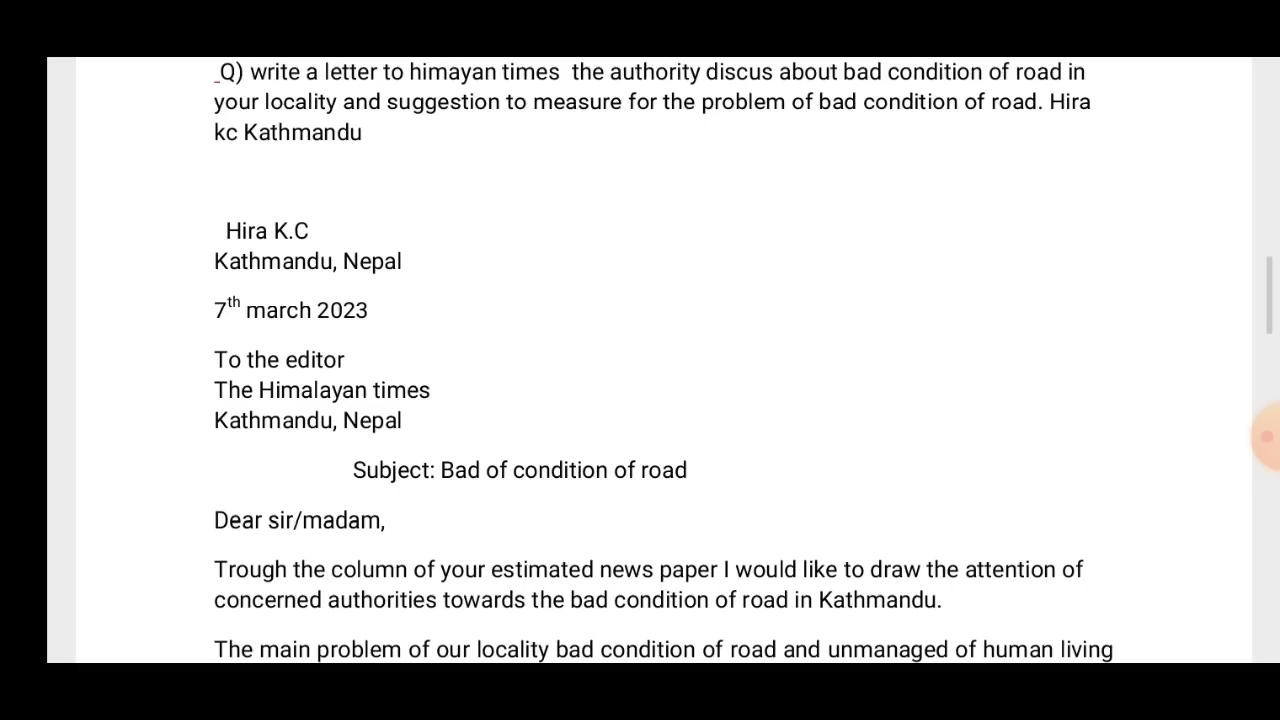 Q) write a letter to himayan times the authority discus about bad condition of road in
your locality and suggestion to measure for the problem of bad condition of road. Hira
kc Kathmandu
Hira K.C
Kathmandu, Nepal
7th march 2023
To the editor
The Himalayan times
Kathmandu, Nepal
Subject: Bad of condition of road
Dear sir/madam,
Trough the column of your estimated news paper I would like to draw the attention of
concerned authorities towards the bad condition of road in Kathmandu.
The main problem of our locality bad condition of road and unmanaged of human living